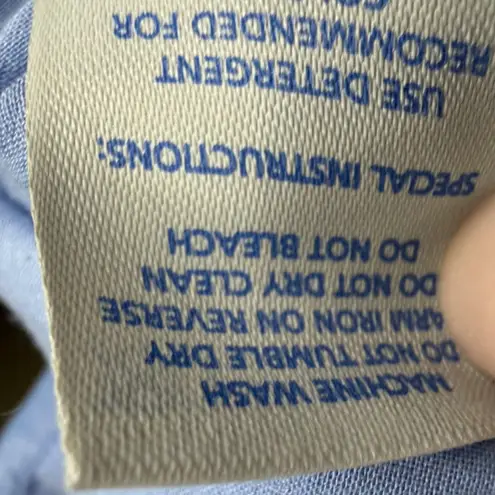 MACHINE WASH
DO NOT TUMBLE DRY
ARM IRON ON REVERSE
DO NOT DRY CLEAN
DO NOT BLEACH
SPECIAL INSTRUCTIONS:
USE DETERGENT
RECOMMENDED FOR